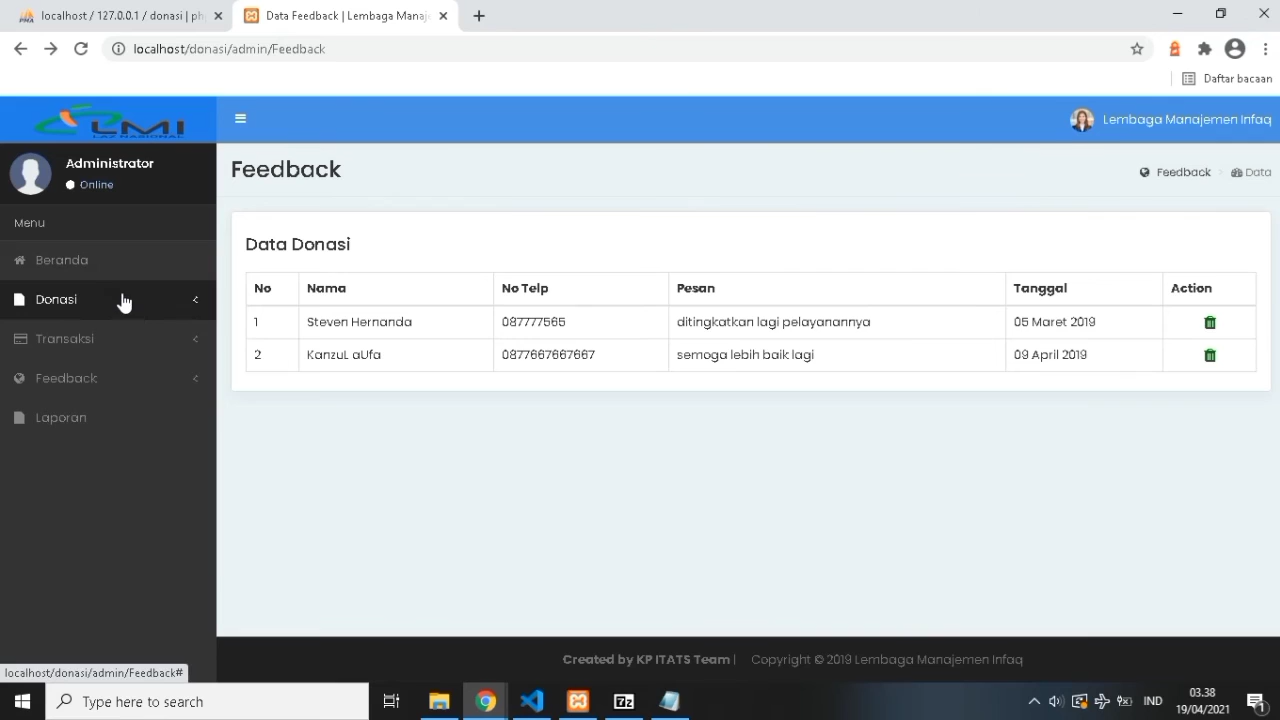 localhost / 127.0.0.1 / donasi | ph
Data Feedback | Lembaga Manaj
localhost/donasi/admin/Feedback
Daftar bacaan
LMI
LAZ NASIONAL
Lembaga Manajemen Infaq
Administrator
Online
Feedback
Feedback
Data
Menu
Beranda
Donasi
Transaksi
Feedback
Laporan
Data Donasi
No Nama No Telp Pesan Tanggal Action
1 Steven Hernanda 087777565 ditingkatkan lagi pelayanannya 05 Maret 2019
2 KanzuL aUfa 0877667667667 semoga lebih baik lagi 09 April 2019
Created by KP ITATS Team | Copyright © 2019 Lembaga Manajemen Infaq
localhost/donasi/admin/Feedback#
Type here to search
IND
03.38
19/04/2021
1